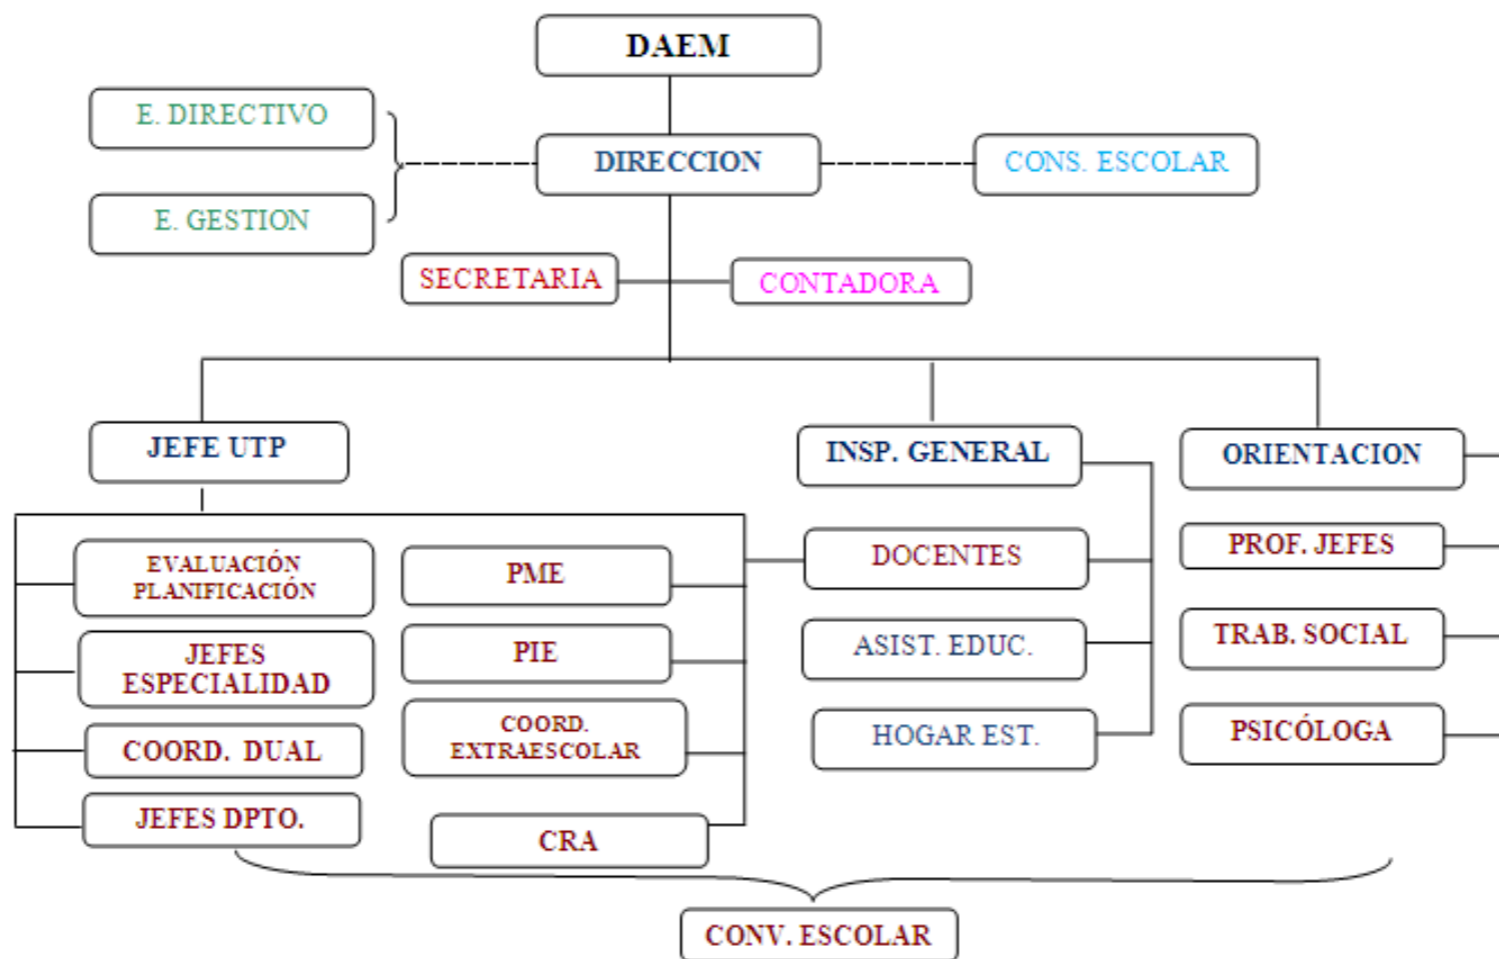 DAEM
E. DIRECTIVO
DIRECCION
CONS. ESCOLAR
E. GESTION
SECRETARIA
CONTADORA
JEFE UTP
INSP. GENERAL
ORIENTACION
EVALUACIÓN
PLANIFICACIÓN
PME
DOCENTES
PROF. JEFES
JEFES
ESPECIALIDAD
PIE
ASIST. EDUC.
TRAB. SOCIAL
COORD. DUAL
COORD.
EXTRAESCOLAR
HOGAR EST.
PSICÓLOGA
JEFES DPTO.
CRA
CONV. ESCOLAR